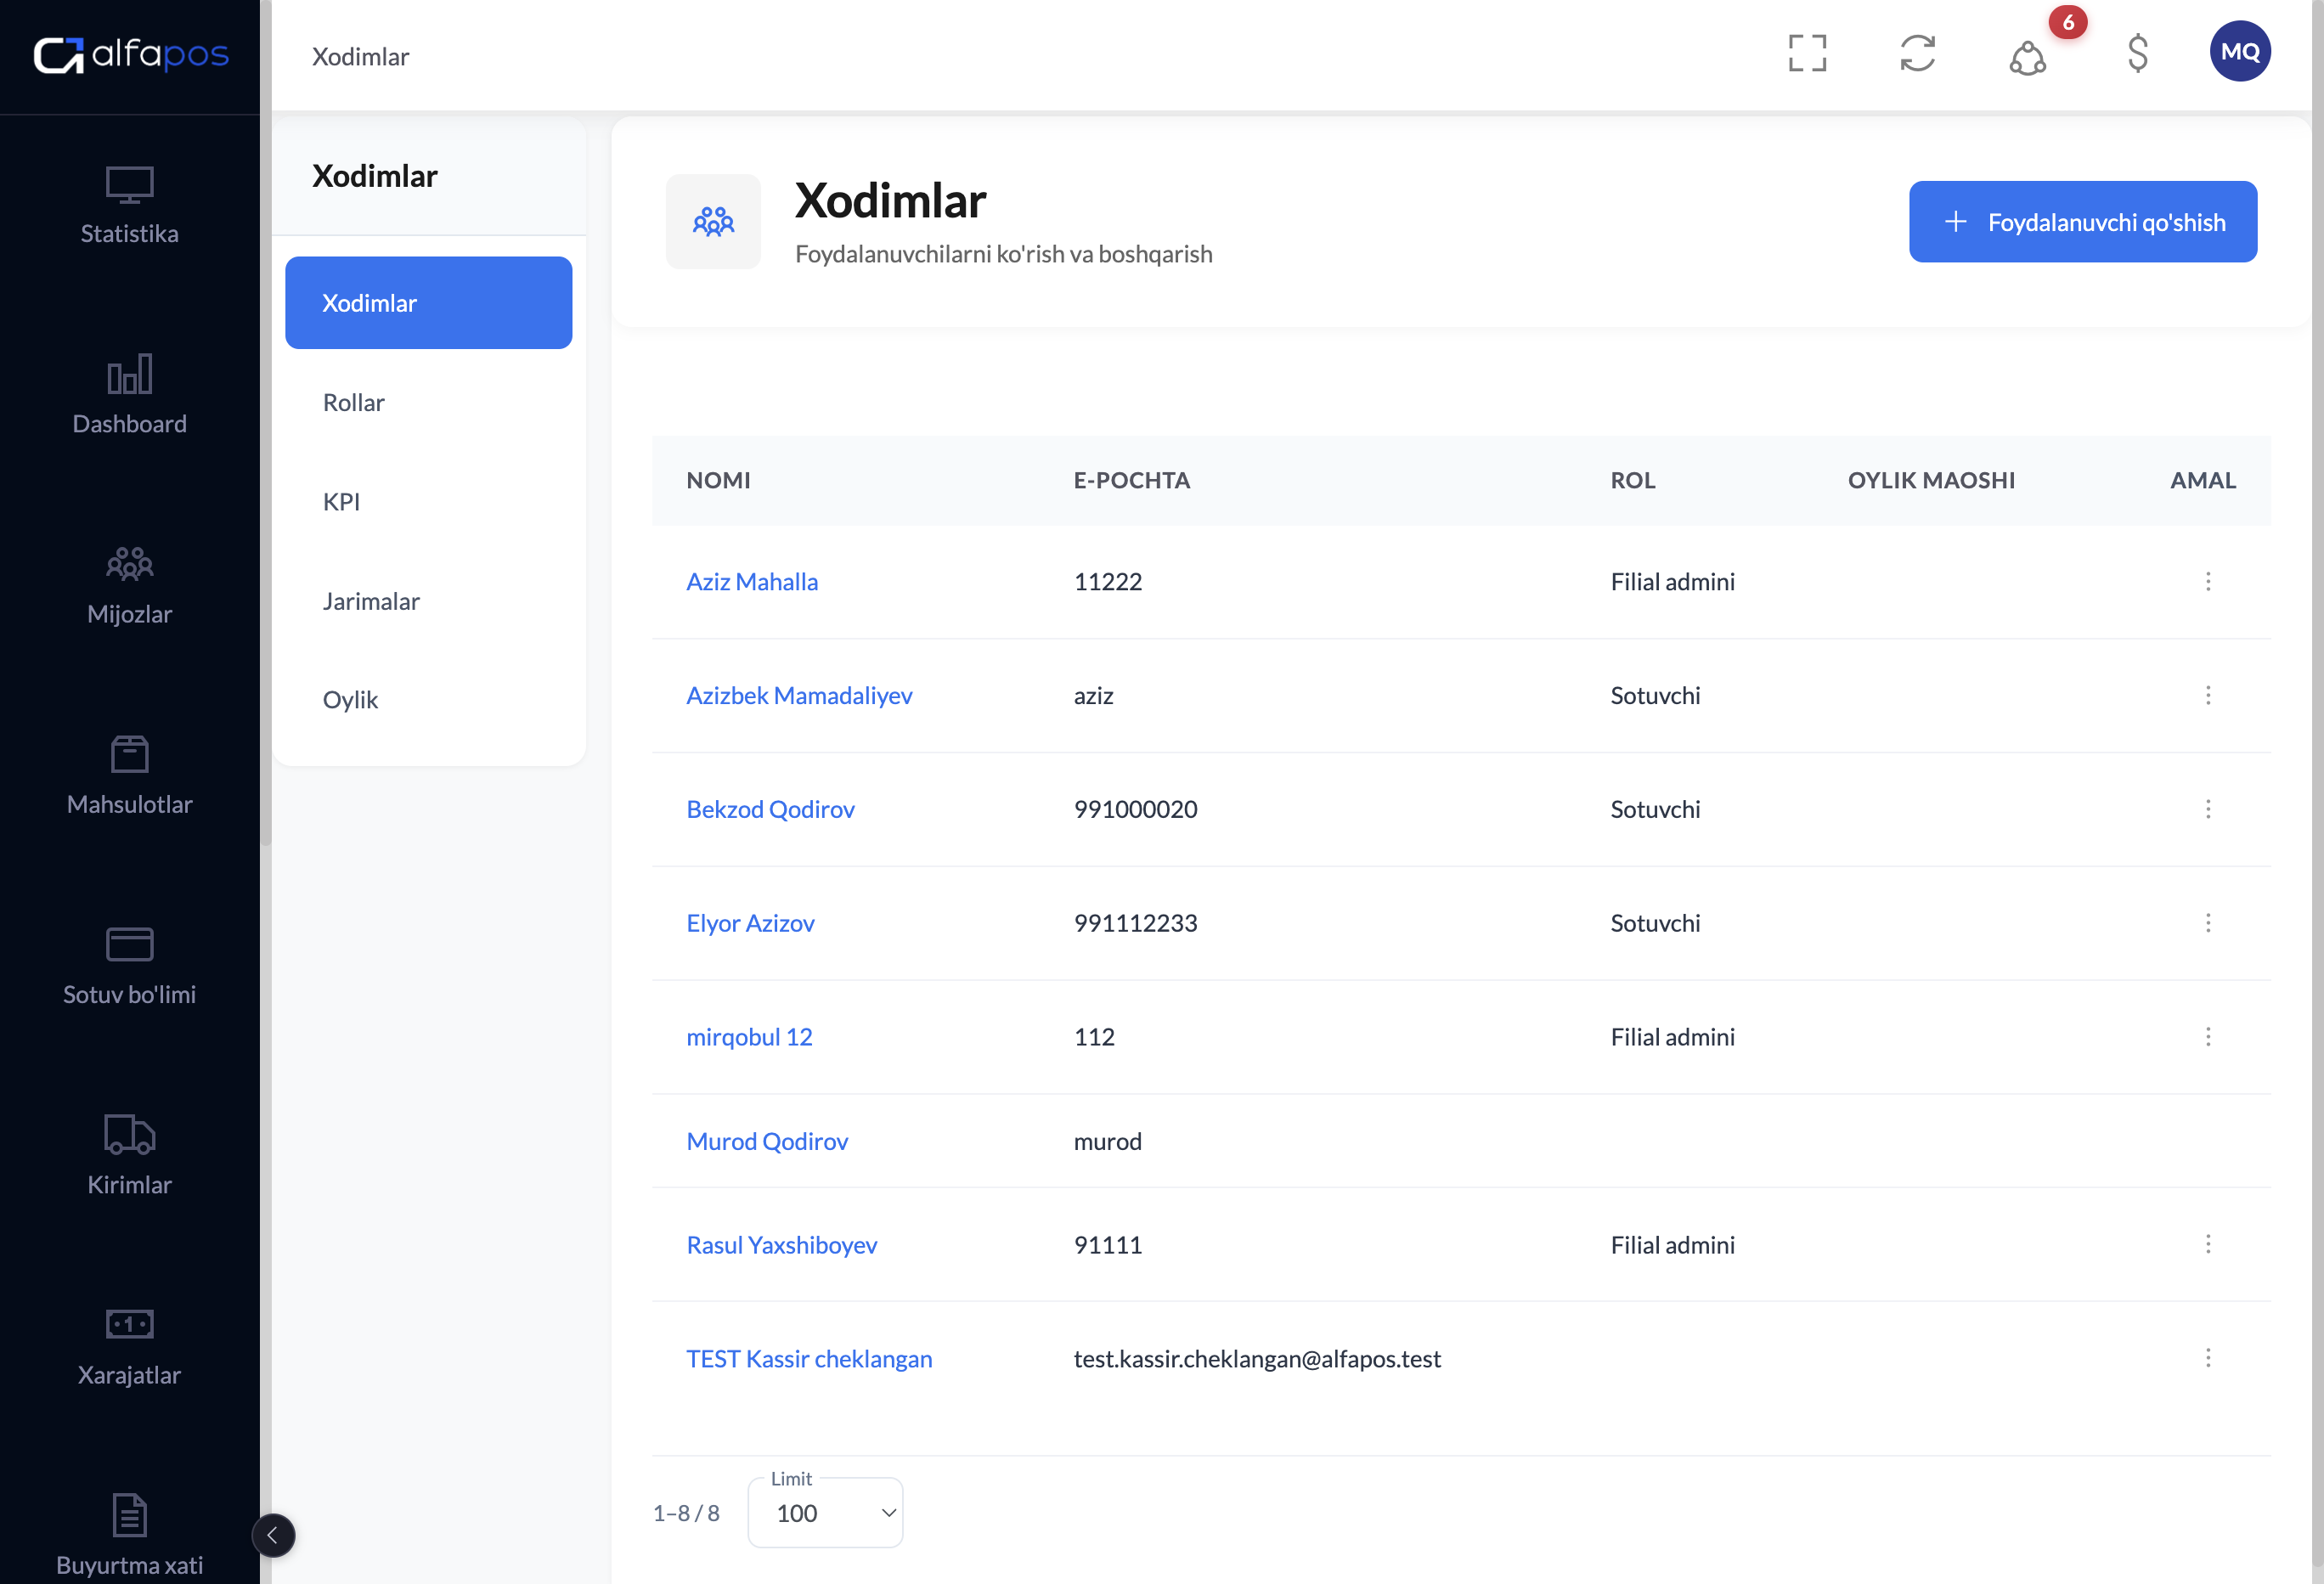 alfapos
Xodimlar
6
MQ
Statistika
Dashboard
Mijozlar
Mahsulotlar
Sotuv bo'limi
Kirimlar
1
Xarajatlar
Buyurtma xati
Xodimlar
Xodimlar
Rollar
KPI
Jarimalar
Oylik
Xodimlar
Foydalanuvchilarni ko'rish va boshqarish
Foydalanuvchi qo'shish
NOMI E-POCHTA ROL OYLIK MAOSHI AMAL
Aziz Mahalla 11222 Filial admini
Azizbek Mamadaliyev aziz Sotuvchi
Bekzod Qodirov 991000020 Sotuvchi
Elyor Azizov 991112233 Sotuvchi
mirqobul 12 112 Filial admini
Murod Qodirov murod
Rasul Yaxshiboyev 91111 Filial admini
TEST Kassir cheklangan test.kassir.cheklangan@alfapos.test
Limit
1–8 / 8 100